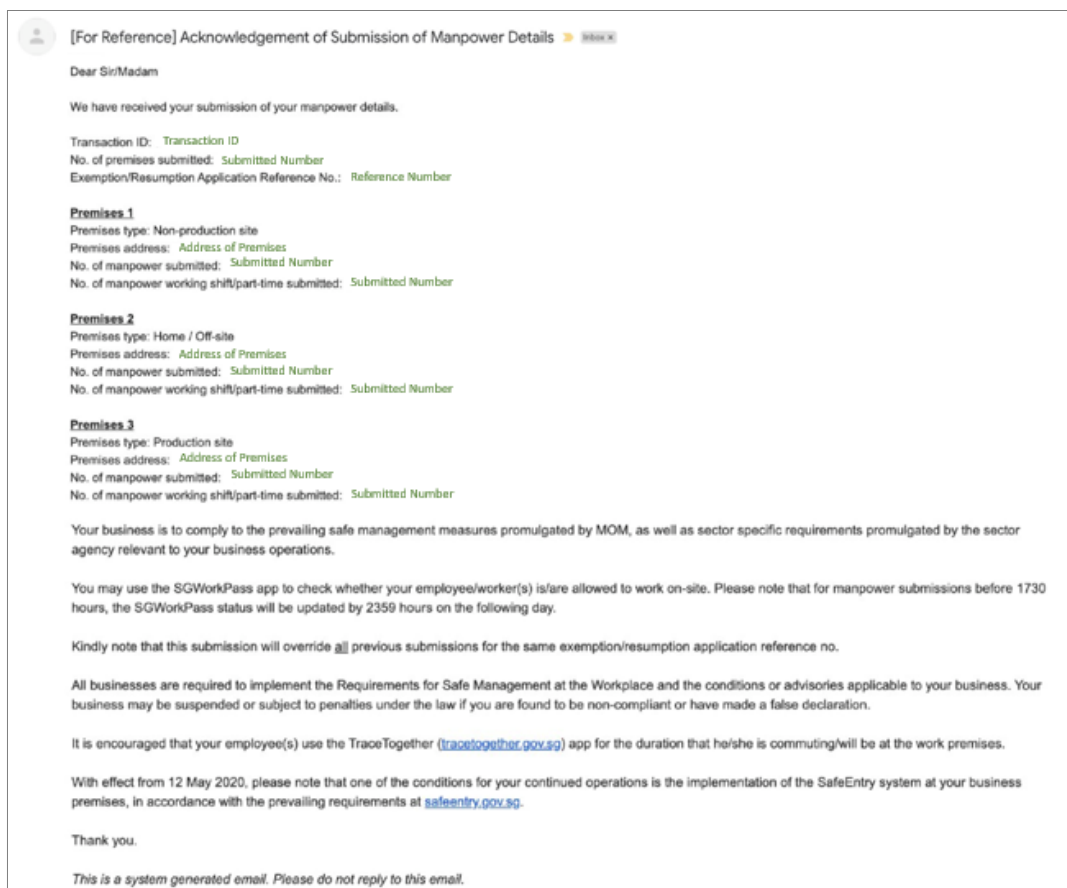 [For Reference] Acknowledgement of Submission of Manpower Details Inbox x
Dear Sir/Madam
We have received your submission of your manpower details.
Transaction ID: Transaction ID
No. of premises submitted: Submitted Number
Exemption/Resumption Application Reference No.: Reference Number
Premises 1
Premises type: Non-production site
Premises address: Address of Premises
No. of manpower submitted: Submitted Number
No. of manpower working shift/part-time submitted: Submitted Number
Premises 2
Premises type: Home / Off-site
Premises address: Address of Premises
No. of manpower submitted: Submitted Number
No. of manpower working shift/part-time submitted: Submitted Number
Premises 3
Premises type: Production site
Premises address: Address of Premises
No. of manpower submitted: Submitted Number
No. of manpower working shift/part-time submitted: Submitted Number
Your business is to comply to the prevailing safe management measures promulgated by MOM, as well as sector specific requirements promulgated by the sector
agency relevant to your business operations.
You may use the SGWorkPass app to check whether your employee/worker(s) is/are allowed to work on-site. Please note that for manpower submissions before 1730
hours, the SGWorkPass status will be updated by 2359 hours on the following day.
Kindly note that this submission will override all previous submissions for the same exemption/resumption application reference no.
All businesses are required to implement the Requirements for Safe Management at the Workplace and the conditions or advisories applicable to your business. Your
business may be suspended or subject to penalties under the law if you are found to be non-compliant or have made a false declaration.
It is encouraged that your employee(s) use the TraceTogether (tracetogether.gov.sg) app for the duration that he/she is commuting/will be at the work premises.
With effect from 12 May 2020, please note that one of the conditions for your continued operations is the implementation of the SafeEntry system at your business
premises, in accordance with the prevailing requirements at safeentry.gov.sg.
Thank you.
This is a system generated email. Please do not reply to this email.